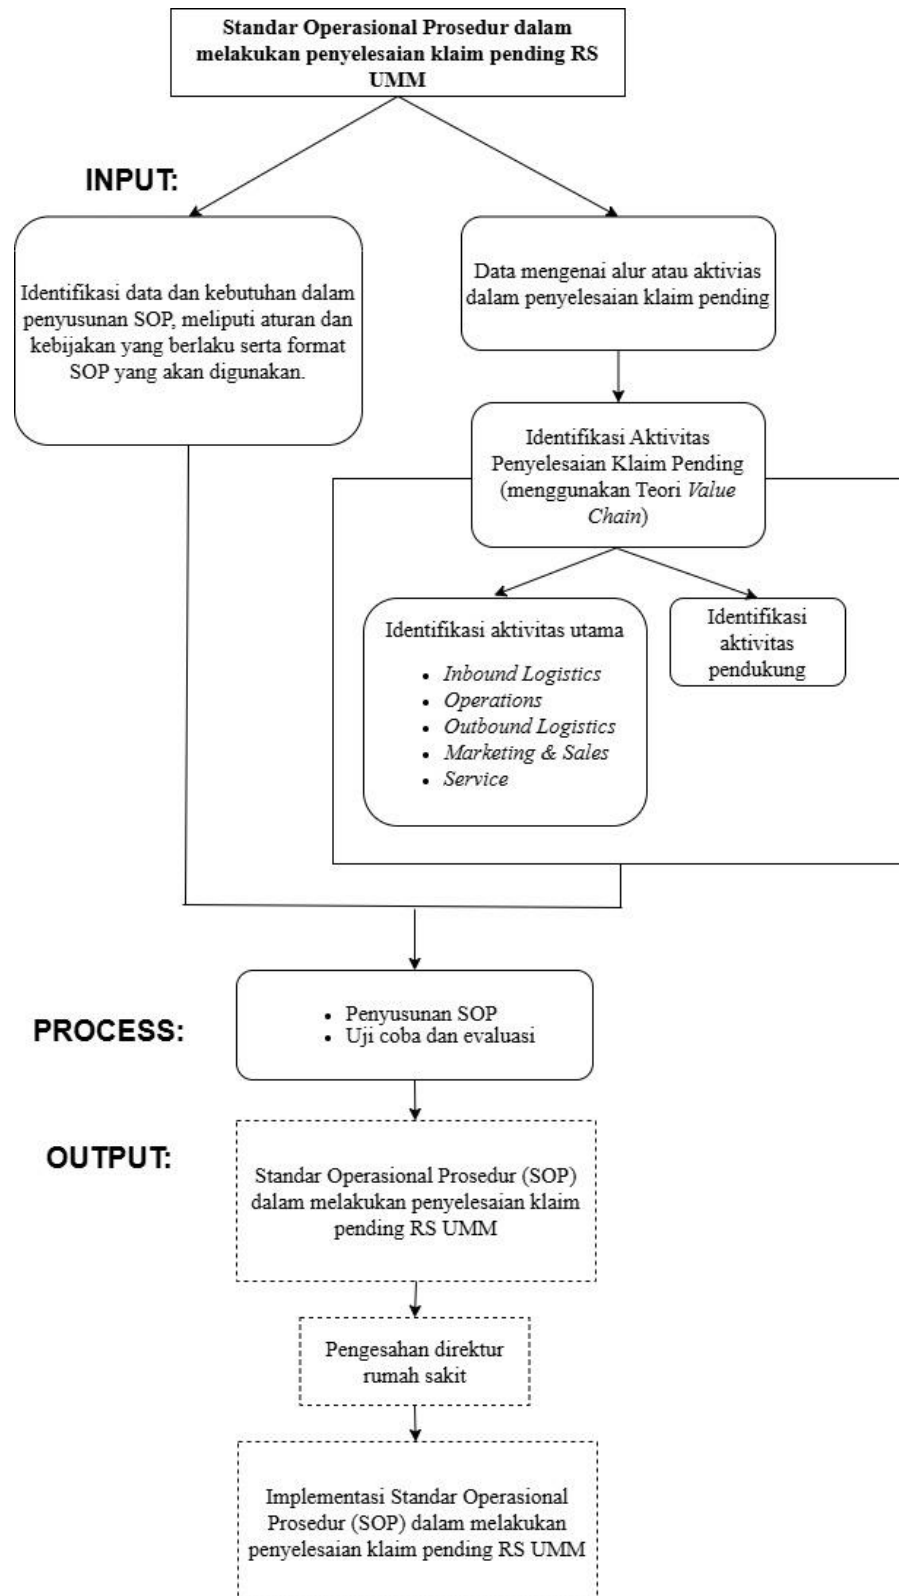 Standar Operasional Prosedur dalam
melakukan penyelesaian klaim pending RS
UMM
INPUT:
Identifikasi data dan kebutuhan dalam
penyusunan SOP, meliputi aturan dan
kebijakan yang berlaku serta format
SOP yang akan digunakan.
Data mengenai alur atau aktivias
dalam penyelesaian klaim pending
Identifikasi Aktivitas
Penyelesaian Klaim Pending
(menggunakan Teori Value
Chain)
Identifikasi aktivitas utama
• Inbound Logistics
• Operations
• Outbound Logistics
• Marketing & Sales
• Service
Identifikasi
aktivitas
pendukung
PROCESS:
• Penyusunan SOP
• Uji coba dan evaluasi
OUTPUT:
Standar Operasional Prosedur (SOP)
dalam melakukan penyelesaian klaim
pending RS UMM
Pengesahan direktur
rumah sakit
Implementasi Standar Operasional
Prosedur (SOP) dalam melakukan
penyelesaian klaim pending RS UMM